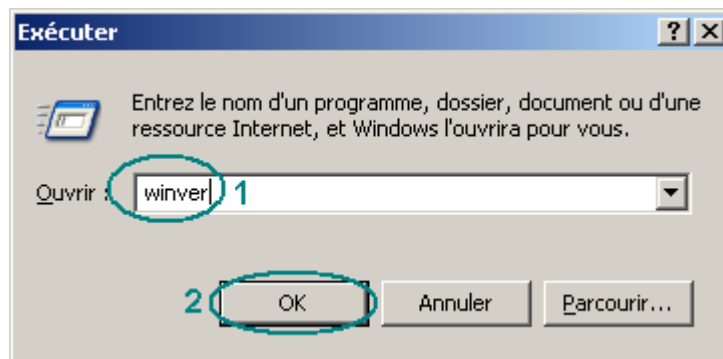 Exécuter
Entrez le nom d'un programme, dossier, document ou d'une
ressource Internet, et Windows l'ouvrira pour vous.
Ouvrir : winver 1
2 OK Annuler Parcourir...